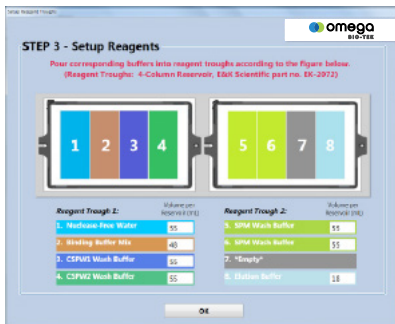 Setup Reagent Troughs
omega
BIO-TEK
STEP 3 - Setup Reagents
Pour corresponding buffers into reagent troughs according to the figure below.
(Reagent Troughs: 4-Column Reservoir, E&K Scientific part no. EK-2072)
1 2 3 4 5 6 7 8
Reagent Trough 1:
Volume per Reservoir (mL)
1. Nuclease-Free Water 55
2. Binding Buffer Mix 48
3. CSPW1 Wash Buffer 55
4. CSPW2 Wash Buffer 55
Reagent Trough 2:
Volume per Reservoir (mL)
5. SPM Wash Buffer 55
6. SPM Wash Buffer 55
7. *Empty*
8. Elution Buffer 18
OK